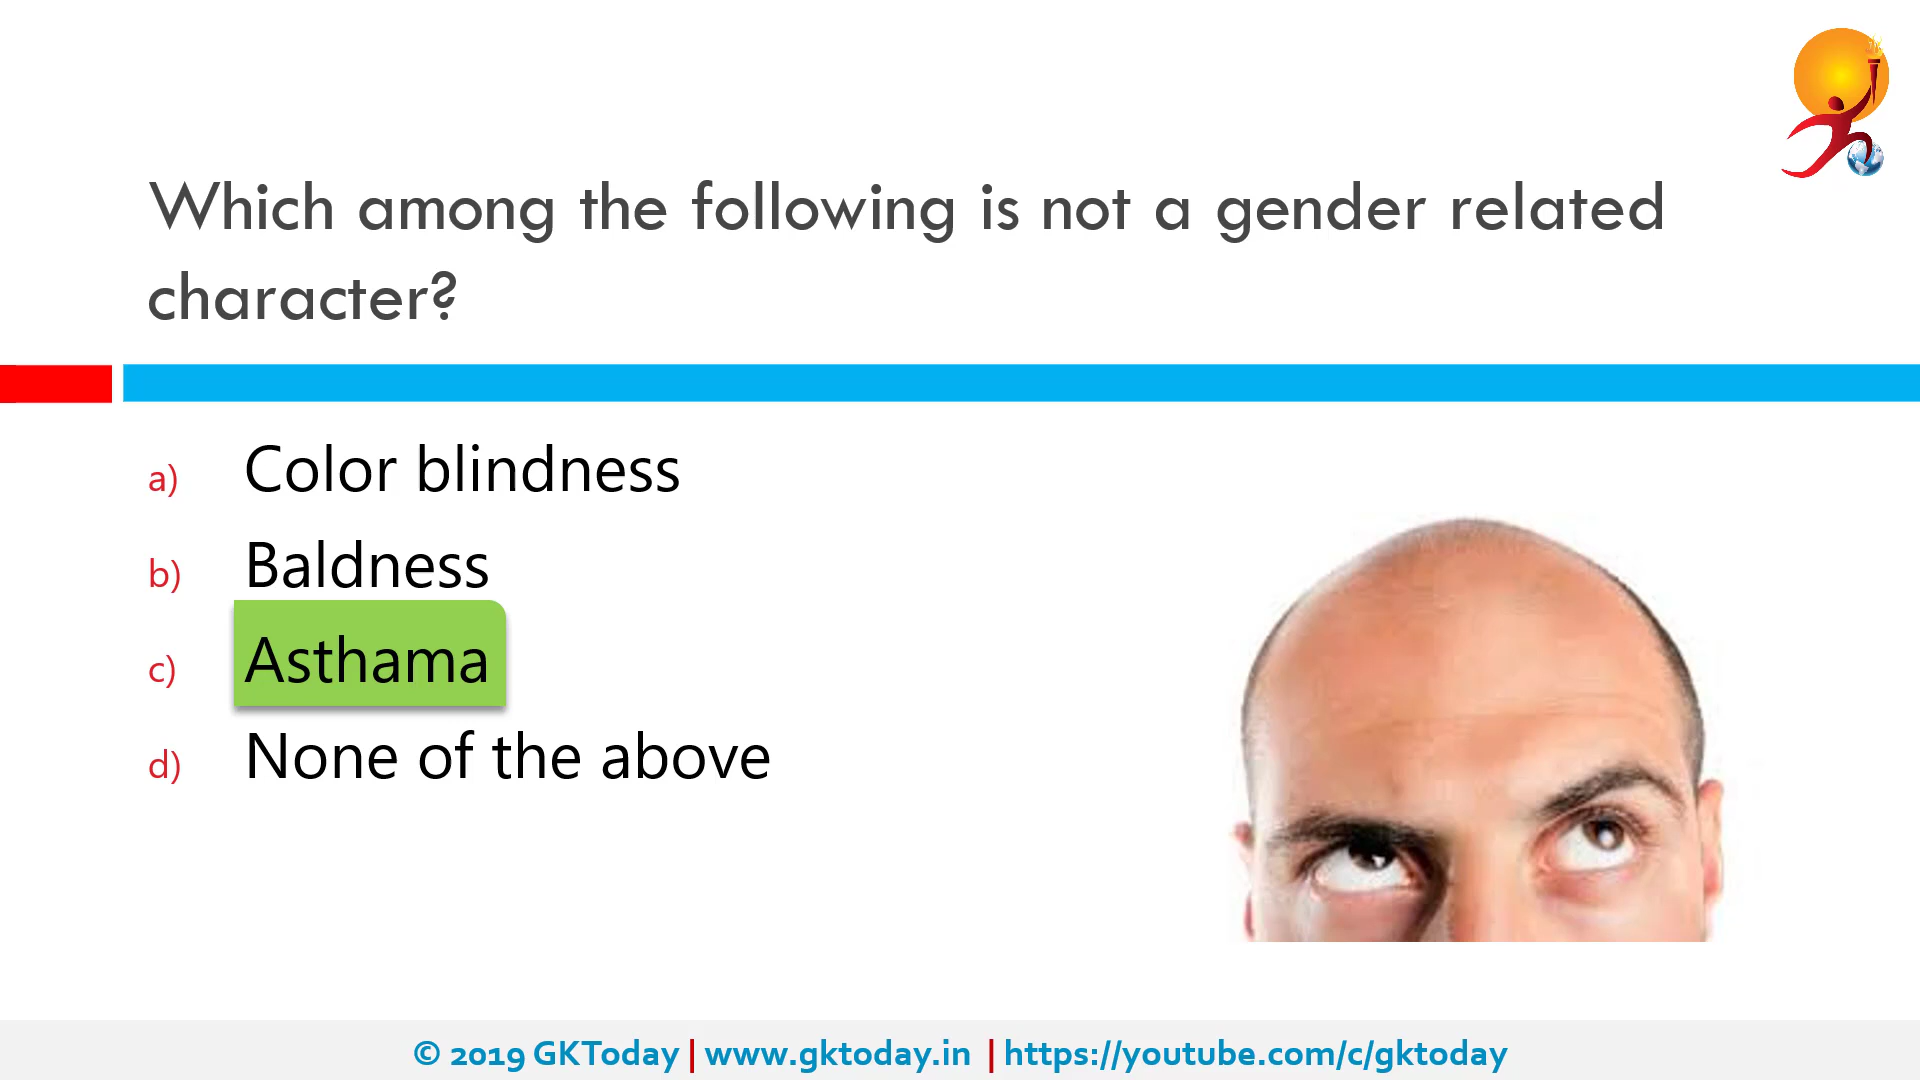 Which among the following is not a gender related
character?
a) Color blindness
b) Baldness
c) Asthama
d) None of the above
© 2019 GKToday | www.gktoday.in | https://youtube.com/c/gktoday